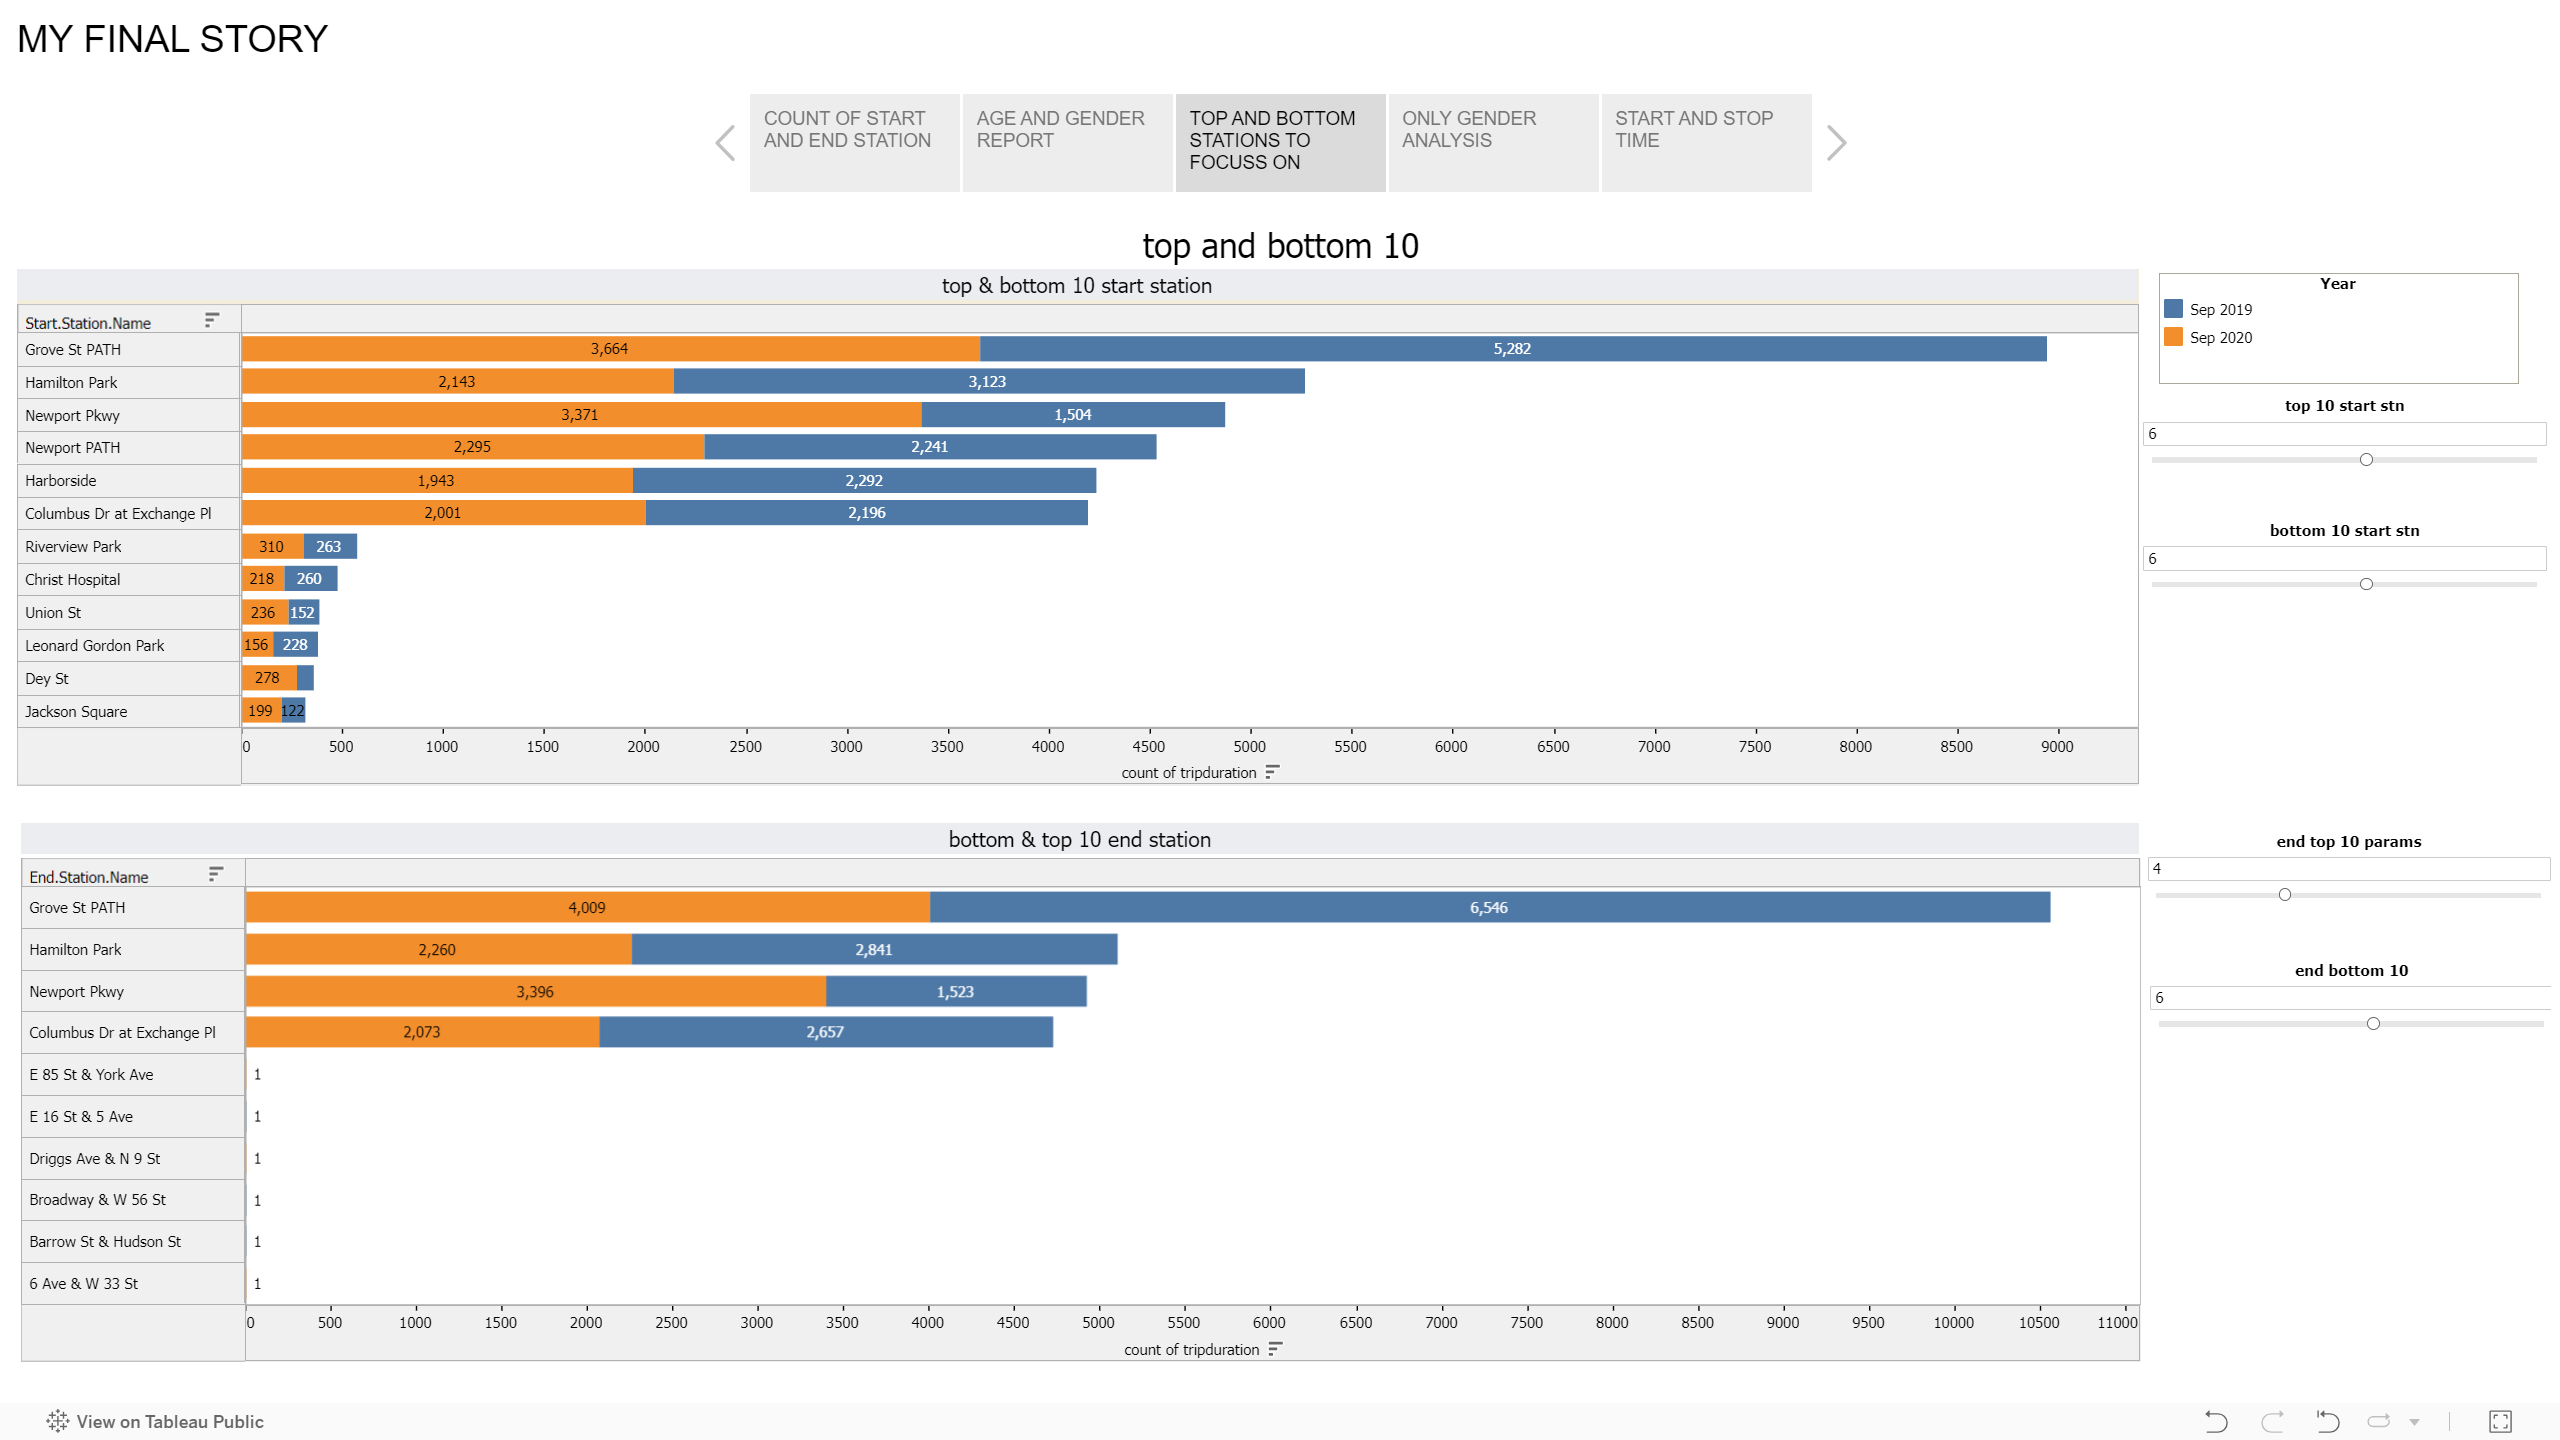 MY FINAL STORY
COUNT OF START
AND END STATION
AGE AND GENDER
REPORT
TOP AND BOTTOM
STATIONS TO
FOCUSS ON
ONLY GENDER
ANALYSIS
START AND STOP
TIME
top and bottom 10
top & bottom 10 start station
Start.Station.Name
Grove St PATH 3,664 5,282
Hamilton Park 2,143 3,123
Newport Pkwy 3,371 1,504
Newport PATH 2,295 2,241
Harborside 1,943 2,292
Columbus Dr at Exchange Pl 2,001 2,196
Riverview Park 310 263
Christ Hospital 218 260
Union St 236 152
Leonard Gordon Park 156 228
Dey St 278
Jackson Square 199 122
0 500 1000 1500 2000 2500 3000 3500 4000 4500 5000 5500 6000 6500 7000 7500 8000 8500 9000
count of tripduration
Year
Sep 2019
Sep 2020
top 10 start stn
6
bottom 10 start stn
6
bottom & top 10 end station
End.Station.Name
Grove St PATH 4,009 6,546
Hamilton Park 2,260 2,841
Newport Pkwy 3,396 1,523
Columbus Dr at Exchange Pl 2,073 2,657
E 85 St & York Ave 1
E 16 St & 5 Ave 1
Driggs Ave & N 9 St 1
Broadway & W 56 St 1
Barrow St & Hudson St 1
6 Ave & W 33 St 1
0 500 1000 1500 2000 2500 3000 3500 4000 4500 5000 5500 6000 6500 7000 7500 8000 8500 9000 9500 10000 10500 11000
count of tripduration
end top 10 params
4
end bottom 10
6
View on Tableau Public